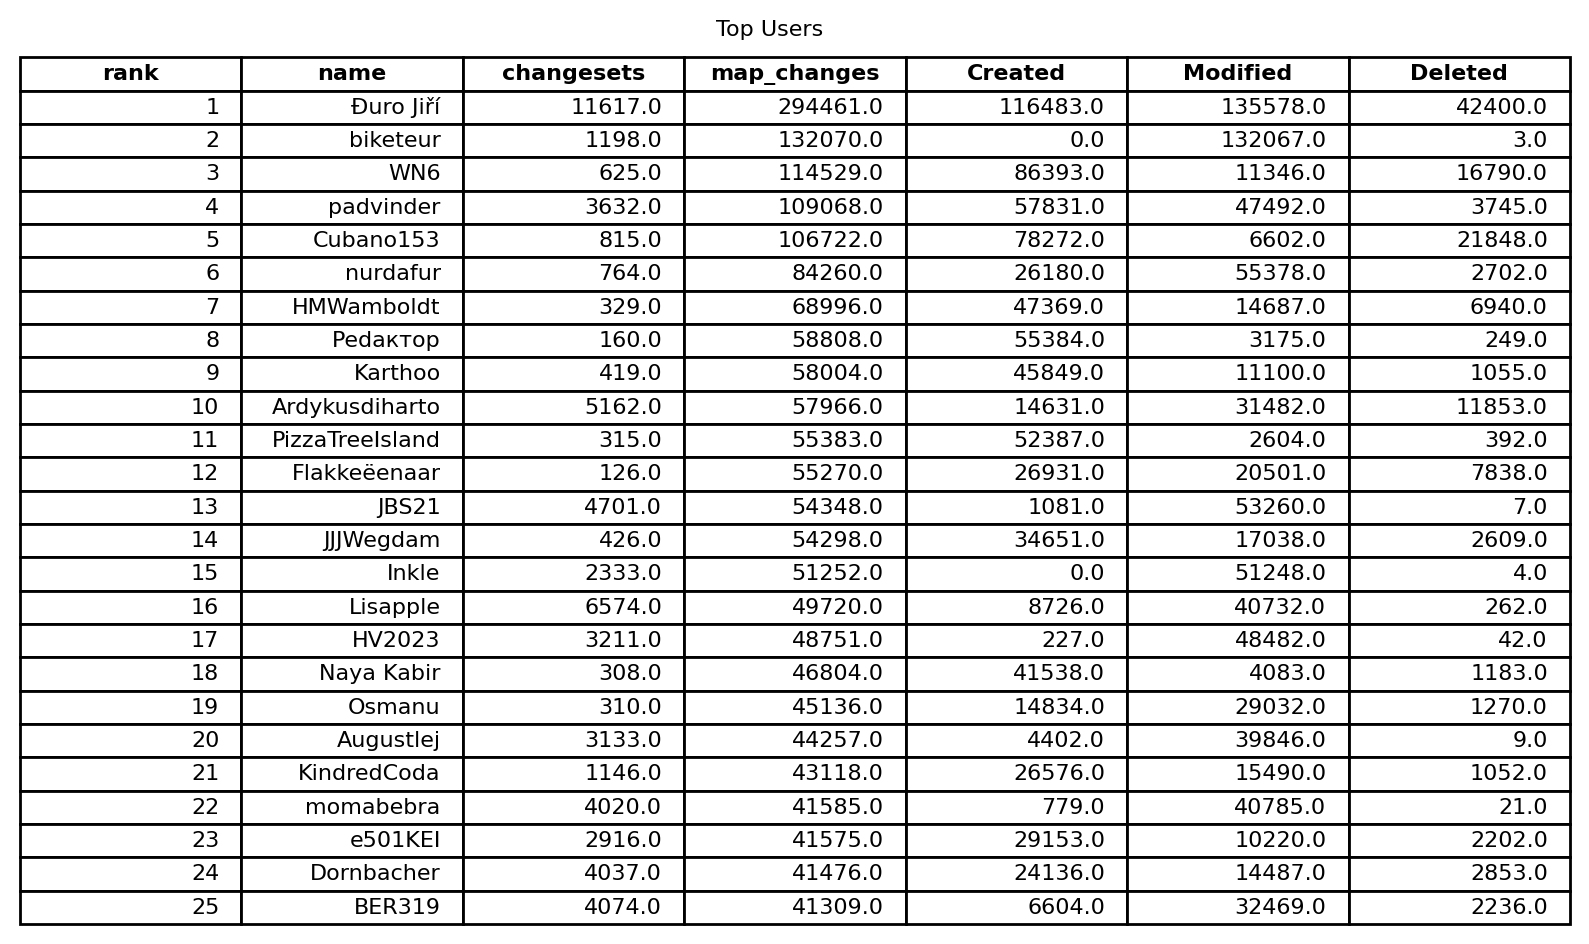 Top Users
rank name changesets map_changes Created Modified Deleted
1 Đuro Jiří 11617.0 294461.0 116483.0 135578.0 42400.0
2 biketeur 1198.0 132070.0 0.0 132067.0 3.0
3 WN6 625.0 114529.0 86393.0 11346.0 16790.0
4 padvinder 3632.0 109068.0 57831.0 47492.0 3745.0
5 Cubano153 815.0 106722.0 78272.0 6602.0 21848.0
6 nurdafur 764.0 84260.0 26180.0 55378.0 2702.0
7 HMWamboldt 329.0 68996.0 47369.0 14687.0 6940.0
8 Pedaктop 160.0 58808.0 55384.0 3175.0 249.0
9 Karthoo 419.0 58004.0 45849.0 11100.0 1055.0
10 Ardykusdiharto 5162.0 57966.0 14631.0 31482.0 11853.0
11 PizzaTreeIsland 315.0 55383.0 52387.0 2604.0 392.0
12 Flakkeëenaar 126.0 55270.0 26931.0 20501.0 7838.0
13 JBS21 4701.0 54348.0 1081.0 53260.0 7.0
14 JJJWegdam 426.0 54298.0 34651.0 17038.0 2609.0
15 Inkle 2333.0 51252.0 0.0 51248.0 4.0
16 Lisapple 6574.0 49720.0 8726.0 40732.0 262.0
17 HV2023 3211.0 48751.0 227.0 48482.0 42.0
18 Naya Kabir 308.0 46804.0 41538.0 4083.0 1183.0
19 Osmanu 310.0 45136.0 14834.0 29032.0 1270.0
20 Augustlej 3133.0 44257.0 4402.0 39846.0 9.0
21 KindredCoda 1146.0 43118.0 26576.0 15490.0 1052.0
22 momabebra 4020.0 41585.0 779.0 40785.0 21.0
23 e501KEI 2916.0 41575.0 29153.0 10220.0 2202.0
24 Dornbacher 4037.0 41476.0 24136.0 14487.0 2853.0
25 BER319 4074.0 41309.0 6604.0 32469.0 2236.0